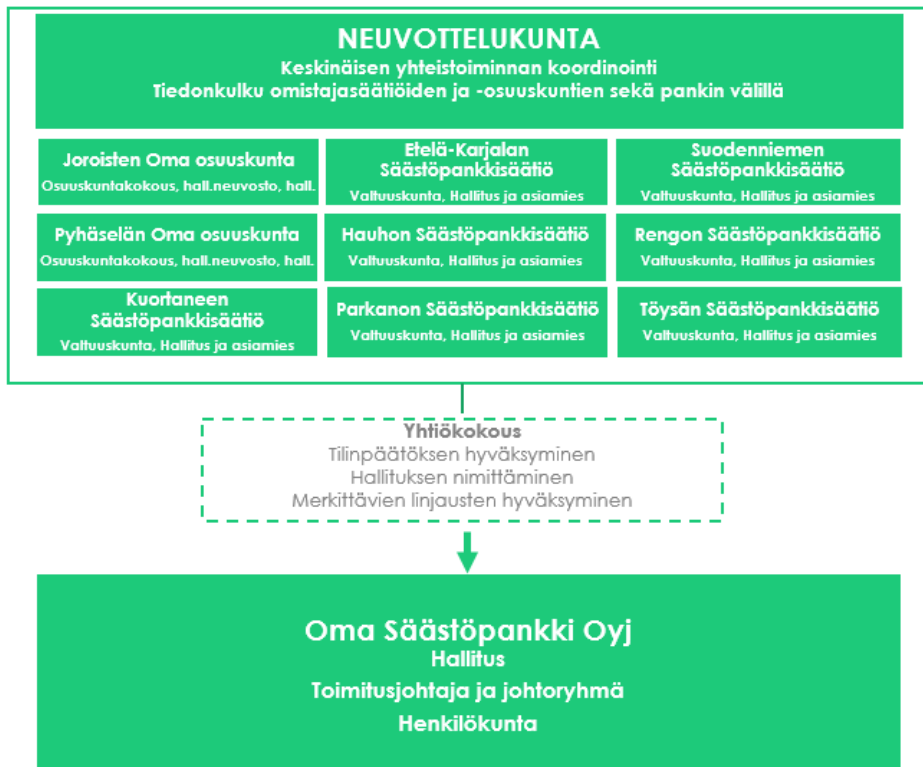 NEUVOTTELUKUNTA
Keskinäisen yhteistoiminnan koordinointi
Tiedonkulku omistajasäätiöiden ja -osuuskuntien sekä pankin välillä
Joroisten Oma osuuskunta
Osuuskuntakokous, hall.neuvosto, hall.
Etelä-Karjalan
Säästöpankkisäätiö
Valtuuskunta, Hallitus ja asiamies
Suodenniemen
Säästöpankkisäätiö
Valtuuskunta, Hallitus ja asiamies
Pyhäselän Oma osuuskunta
Osuuskuntakokous, hall.neuvosto, hall.
Hauhon Säästöpankkisäätiö
Valtuuskunta, Hallitus ja asiamies
Rengon Säästöpankkisäätiö
Valtuuskunta, Hallitus ja asiamies
Kuortaneen
Säästöpankkisäätiö
Valtuuskunta, Hallitus ja asiamies
Parkanon Säästöpankkisäätiö
Valtuuskunta, Hallitus ja asiamies
Töysän Säästöpankkisäätiö
Valtuuskunta, Hallitus ja asiamies
Yhtiökokous
Tilinpäätöksen hyväksyminen
Hallituksen nimittäminen
Merkittävien linjausten hyväksyminen
Oma Säästöpankki Oyj
Hallitus
Toimitusjohtaja ja johtoryhmä
Henkilökunta